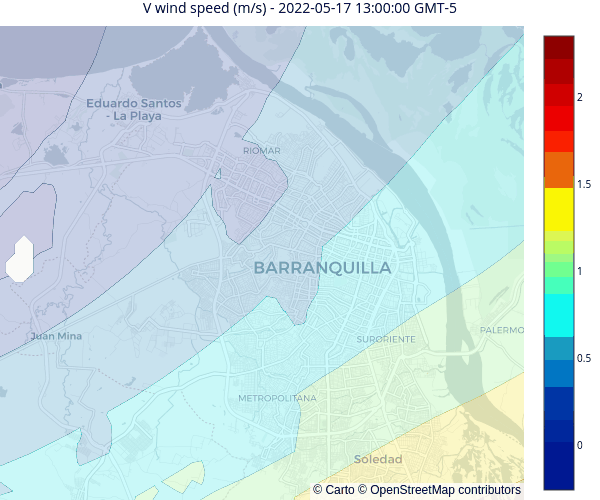 V wind speed (m/s) - 2022-05-17 13:00:00 GMT-5
Eduardo Santos
- La Playa
RIOMAR
BARRANQUILLA
Juan Mina
SURORIENTE
PALERMO
METROPOLITANA
Soledad
2
1.5
1
0.5
0
© Carto © OpenStreetMap contributors